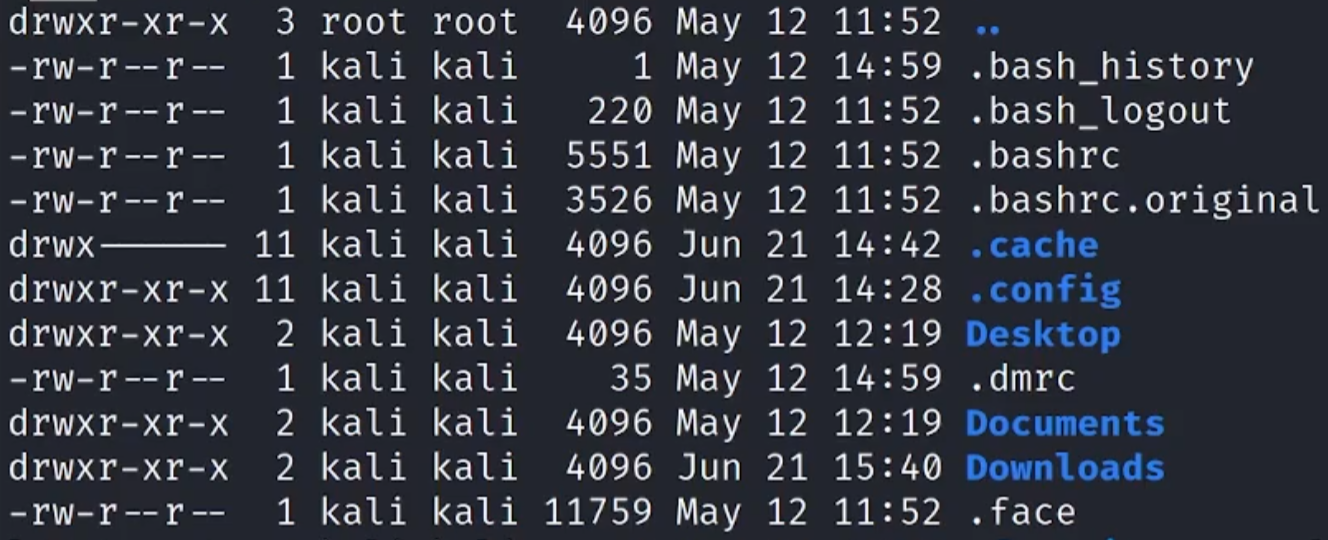 drwxr-xr-x  3 root root  4096 May 12 11:52 ..
-rw-r--r--  1 kali kali     1 May 12 14:59 .bash_history
-rw-r--r--  1 kali kali   220 May 12 11:52 .bash_logout
-rw-r--r--  1 kali kali  5551 May 12 11:52 .bashrc
-rw-r--r--  1 kali kali  3526 May 12 11:52 .bashrc.original
drwx------ 11 kali kali  4096 Jun 21 14:42 .cache
drwxr-xr-x 11 kali kali  4096 Jun 21 14:28 .config
drwxr-xr-x  2 kali kali  4096 May 12 12:19 Desktop
-rw-r--r--  1 kali kali    35 May 12 14:59 .dmrc
drwxr-xr-x  2 kali kali  4096 May 12 12:19 Documents
drwxr-xr-x  2 kali kali  4096 Jun 21 15:40 Downloads
-rw-r--r--  1 kali kali 11759 May 12 11:52 .face